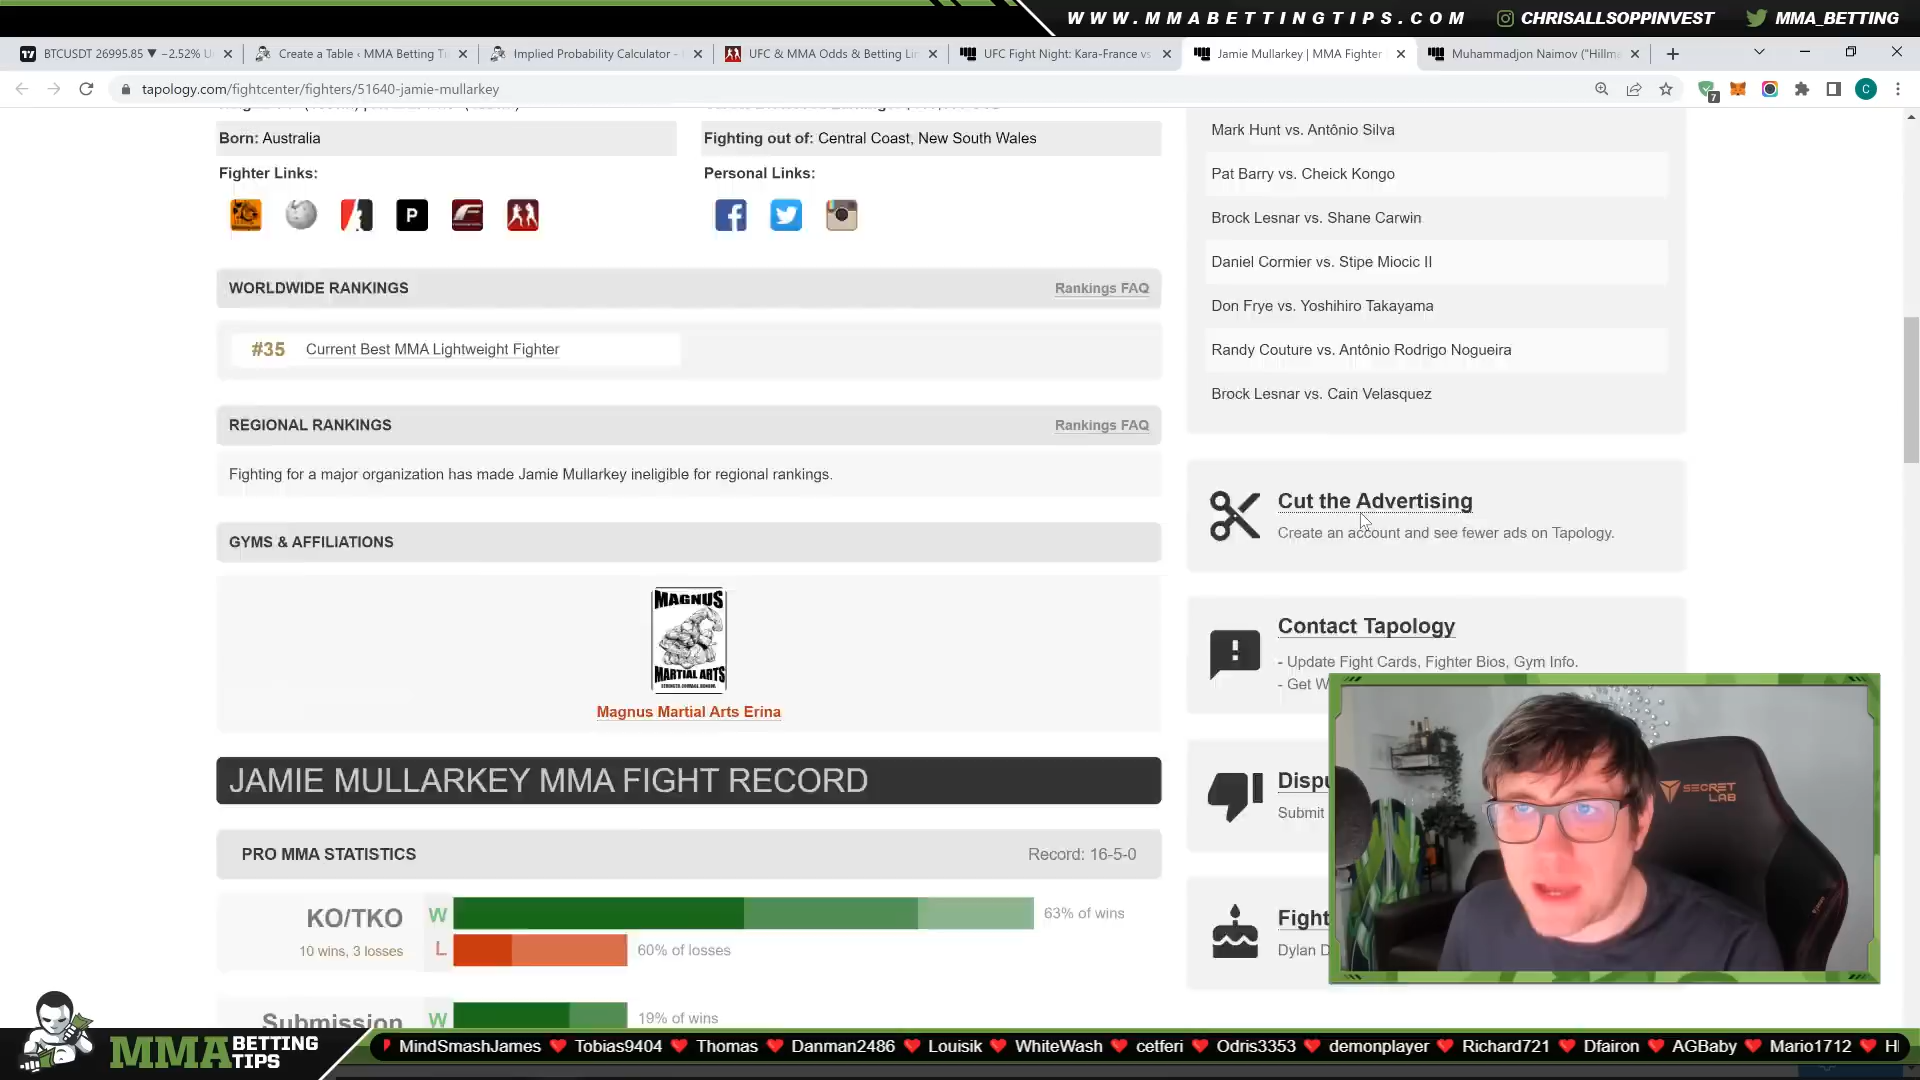 WWW.MMABETTINGTIPS.COM CHRISALLSOPPINVEST MMA_BETTING
BTCUSDT 26995.85 ▼ −2.52% U Create a Table ‹ MMA Betting Ti Implied Probability Calculator - UFC & MMA Odds & Betting Lin UFC Fight Night: Kara-France vs Jamie Mullarkey | MMA Fighter Muhammadjon Naimov ("Hillma
tapology.com/fightcenter/fighters/51640-jamie-mullarkey
7
C
Born: Australia
Fighting out of: Central Coast, New South Wales
Fighter Links:
Personal Links:
P
WORLDWIDE RANKINGS
Rankings FAQ
#35 Current Best MMA Lightweight Fighter
REGIONAL RANKINGS
Rankings FAQ
Fighting for a major organization has made Jamie Mullarkey ineligible for regional rankings.
GYMS & AFFILIATIONS
MAGNUS
MARTIAL ARTS
Magnus Martial Arts Erina
JAMIE MULLARKEY MMA FIGHT RECORD
PRO MMA STATISTICS
Record: 16-5-0
KO/TKO
10 wins, 3 losses
W 63% of wins
L 60% of losses
Submission
W 19% of wins
Mark Hunt vs. Antônio Silva
Pat Barry vs. Cheick Kongo
Brock Lesnar vs. Shane Carwin
Daniel Cormier vs. Stipe Miocic II
Don Frye vs. Yoshihiro Takayama
Randy Couture vs. Antônio Rodrigo Nogueira
Brock Lesnar vs. Cain Velasquez
Cut the Advertising
Create an account and see fewer ads on Tapology.
Contact Tapology
- Update Fight Cards, Fighter Bios, Gym Info.
- Get W
Dispu
Submit
Fight
Dylan D
SECRET
LAB
MMA BETTING
TIPS
MindSmashJames Tobias9404 Thomas Danman2486 Louisik WhiteWash cetferi Odris3353 demonplayer Richard721 Dfairon AGBaby Mario1712